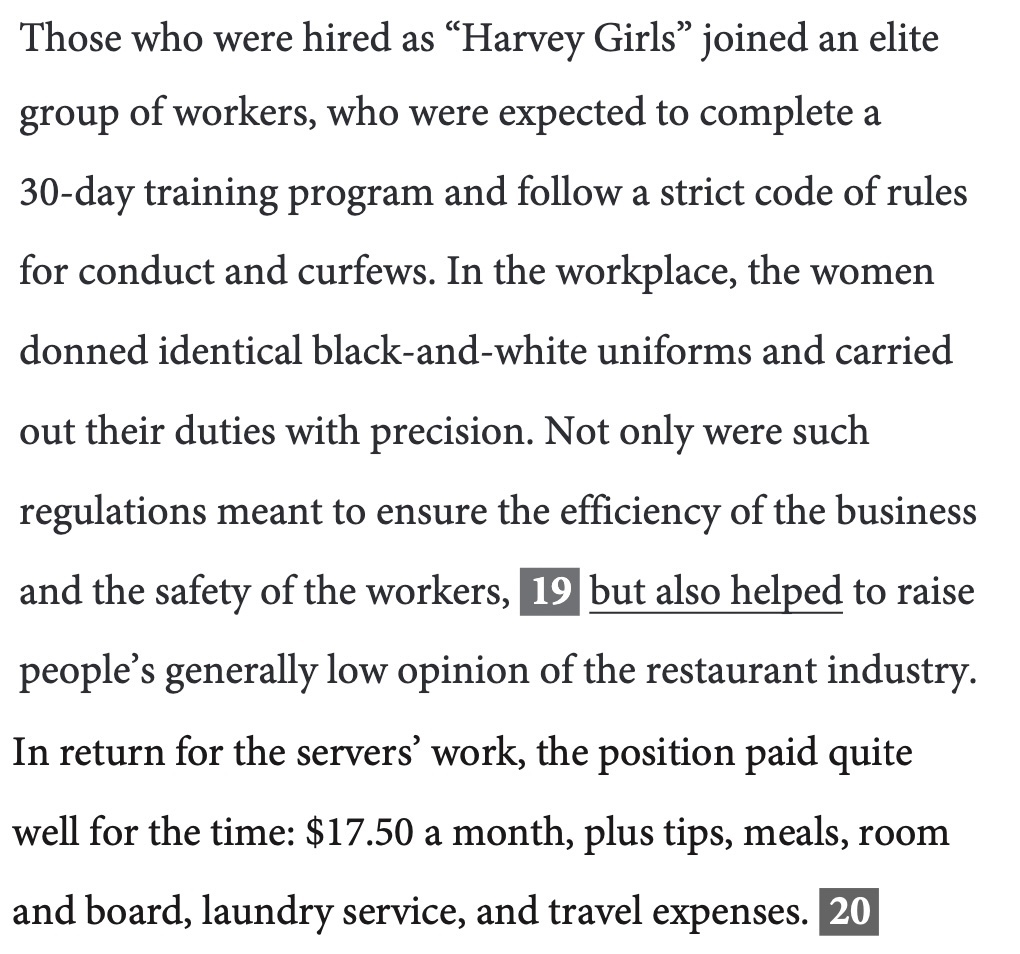 Those who were hired as “Harvey Girls” joined an elite
group of workers, who were expected to complete a
30-day training program and follow a strict code of rules
for conduct and curfews. In the workplace, the women
donned identical black-and-white uniforms and carried
out their duties with precision. Not only were such
regulations meant to ensure the efficiency of the business
and the safety of the workers, 19 but also helped to raise
people’s generally low opinion of the restaurant industry.
In return for the servers’ work, the position paid quite
well for the time: $17.50 a month, plus tips, meals, room
and board, laundry service, and travel expenses. 20